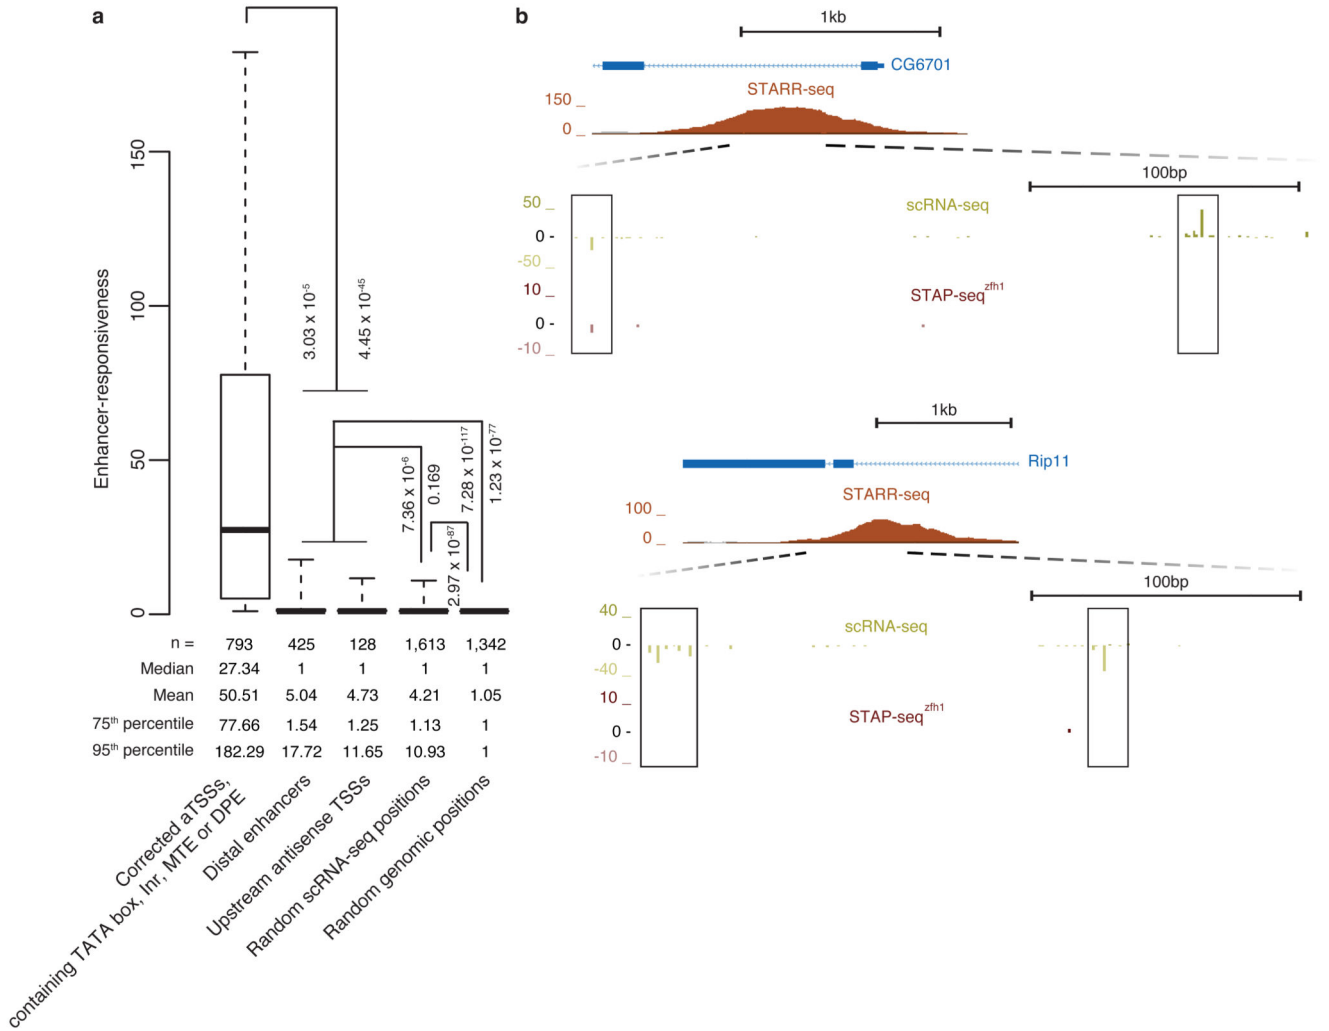 a
Enhancer-responsiveness
150
100
50
0
3.03 x 10-5
4.45 x 10-45
7.36 x 10-6
0.169
2.97 x 10-87
7.28 x 10-117
1.23 x 10-77
n = 793 425 128 1,613 1,342
Median 27.34 1 1 1 1
Mean 50.51 5.04 4.73 4.21 1.05
75th percentile 77.66 1.54 1.25 1.13 1
95th percentile 182.29 17.72 11.65 10.93 1
Corrected aTSSs,
containing TATA box, Inr, MTE or DPE
Distal enhancers
Upstream antisense TSSs
Random scRNA-seq positions
Random genomic positions
b
1kb
CG6701
STARR-seq
150
0
100bp
scRNA-seq
50
0
-50
STAP-seq zfh1
10
0
-10
1kb
Rip11
STARR-seq
100
0
100bp
scRNA-seq
40
0
-40
STAP-seq zfh1
10
0
-10